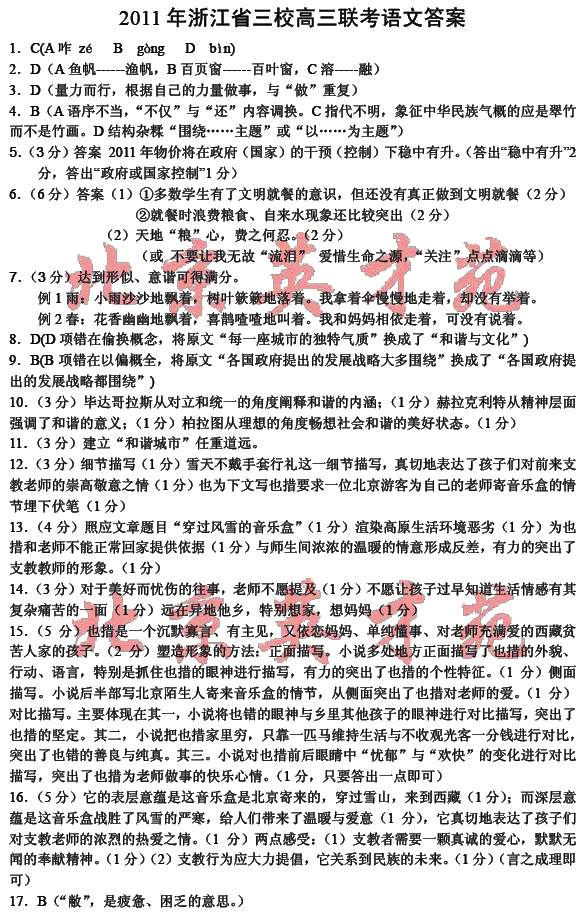 2011年浙江省三校高三联考语文答案
1．C(A 咋 zé B gòng D bìn)
2．D（A 鱼帆------渔帆，B 百页窗------百叶窗，C 溶-----融）
3．D（量力而行，根据自己的力量做事，与“做”重复）
4．B（A 语序不当，“不仅”与“还”内容调换。C 指代不明，象征中华民族气概的应是翠竹
而不是竹画。D 结构杂糅“围绕……主题”或“以……为主题”）
5．（3 分）答案 2011 年物价将在政府（国家）的干预（控制）下稳中有升。（答出“稳中有升”2
分，答出“政府或国家控制”1 分）
6．（6 分）答案（1）①多数学生有了文明就餐的意识，但还没有真正做到文明就餐（2 分）
②就餐时浪费粮食、自来水现象还比较突出（2 分）
（2）天地“粮”心，费之何忍。（2 分）
（或 不要让我无故“流泪” 爱惜生命之源，“关注”点点滴滴等）
7．（3 分）达到形似、意谐可得满分。
例 1 雨：小雨沙沙地飘着，树叶簌簌地落着。我拿着伞慢慢地走着，却没有举着。
例 2 春：花香幽幽地飘着，喜鹊喳喳地叫着。我和妈妈相依走着，可没有说着。
8．D(D 项错在偷换概念，将原文“每一座城市的独特气质”换成了“和谐与文化”)
9．B(B 项错在以偏概全，将原文“各国政府提出的发展战略大多围绕”换成了“各国政府提
出的发展战略都围绕”)
10．（3 分）毕达哥拉斯从对立和统一的角度阐释和谐的内涵；（1 分）赫拉克利特从精神层面
强调了和谐的意义；（1 分）柏拉图从理想的角度畅想社会和谐的美好状态。（1 分）
11．（3 分）建立“和谐城市”任重道远。
12．（3 分）细节描写（1 分）雪天不戴手套行礼这一细节描写，真切地表达了孩子们对前来支
教老师的崇高敬意之情（1 分）也为下文写也措要求一位北京游客为自己的老师寄音乐盒的情
节埋下伏笔（1 分）
13．（4 分）照应文章题目“穿过风雪的音乐盒”（1 分）渲染高原生活环境恶劣（1 分）为也
措和老师不能正常回家提供依据（1 分）与师生间浓浓的温暖的情意形成反差，有力的突出了
支教教师的形象。（1 分）
14．（3 分）对于美好而忧伤的往事，老师不愿提及（1 分）不愿让孩子过早知道生活情感有其
复杂痛苦的一面（1 分）远在异地他乡，特别想家，想妈妈（1 分）
15．（5 分）也措是一个沉默寡言、有主见，又依恋妈妈、单纯懂事、对老师充满爱的西藏贫
苦人家的孩子。（2 分）塑造形象的方法：正面描写。小说多处地方正面描写了也措的外貌、
行动、语言，特别是抓住也措的眼神进行描写，有力的突出了也措的个性特征。（1 分）侧面
描写。小说后半部写北京陌生人寄来音乐盒的情节，从侧面突出了也措对老师的爱。（1 分）
对比描写。主要体现在其一，小说将也错的眼神与乡里其他孩子的眼神进行对比描写，突出了
也措的坚定。其二，小说把也措家里穷，只靠一匹马维持生活与不收观光客一分钱进行对比，
突出了也错的善良与纯真。其三。小说对也措前后眼睛中“忧郁”与“欢快”的变化进行对比
描写，突出了也措为老师做事的快乐心情。（1 分，只要答出一点即可）
16．（5 分）它的表层意蕴是这音乐盒是北京寄来的，穿过雪山，来到西藏（1 分）；而深层意
蕴是这音乐盒战胜了风雪的严寒，给人们带来了温暖与爱意（1 分），它真切地表达了孩子们
对支教老师的浓烈的热爱之情。（1 分）两点感受：（1）支教者需要一颗真诚的爱心，默默无
闻的奉献精神。（1 分）（2）支教行为应大力提倡，它关系到民族的未来。（1 分）（言之成理即
可）
17．B（“敝”，是疲惫、困乏的意思。）
北京英才苑
北京英才苑